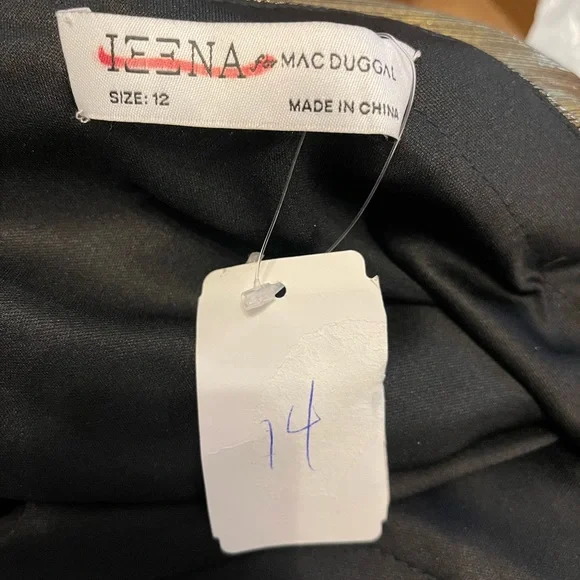 IEENA for MAC DUGGAL
SIZE: 12 MADE IN CHINA
14